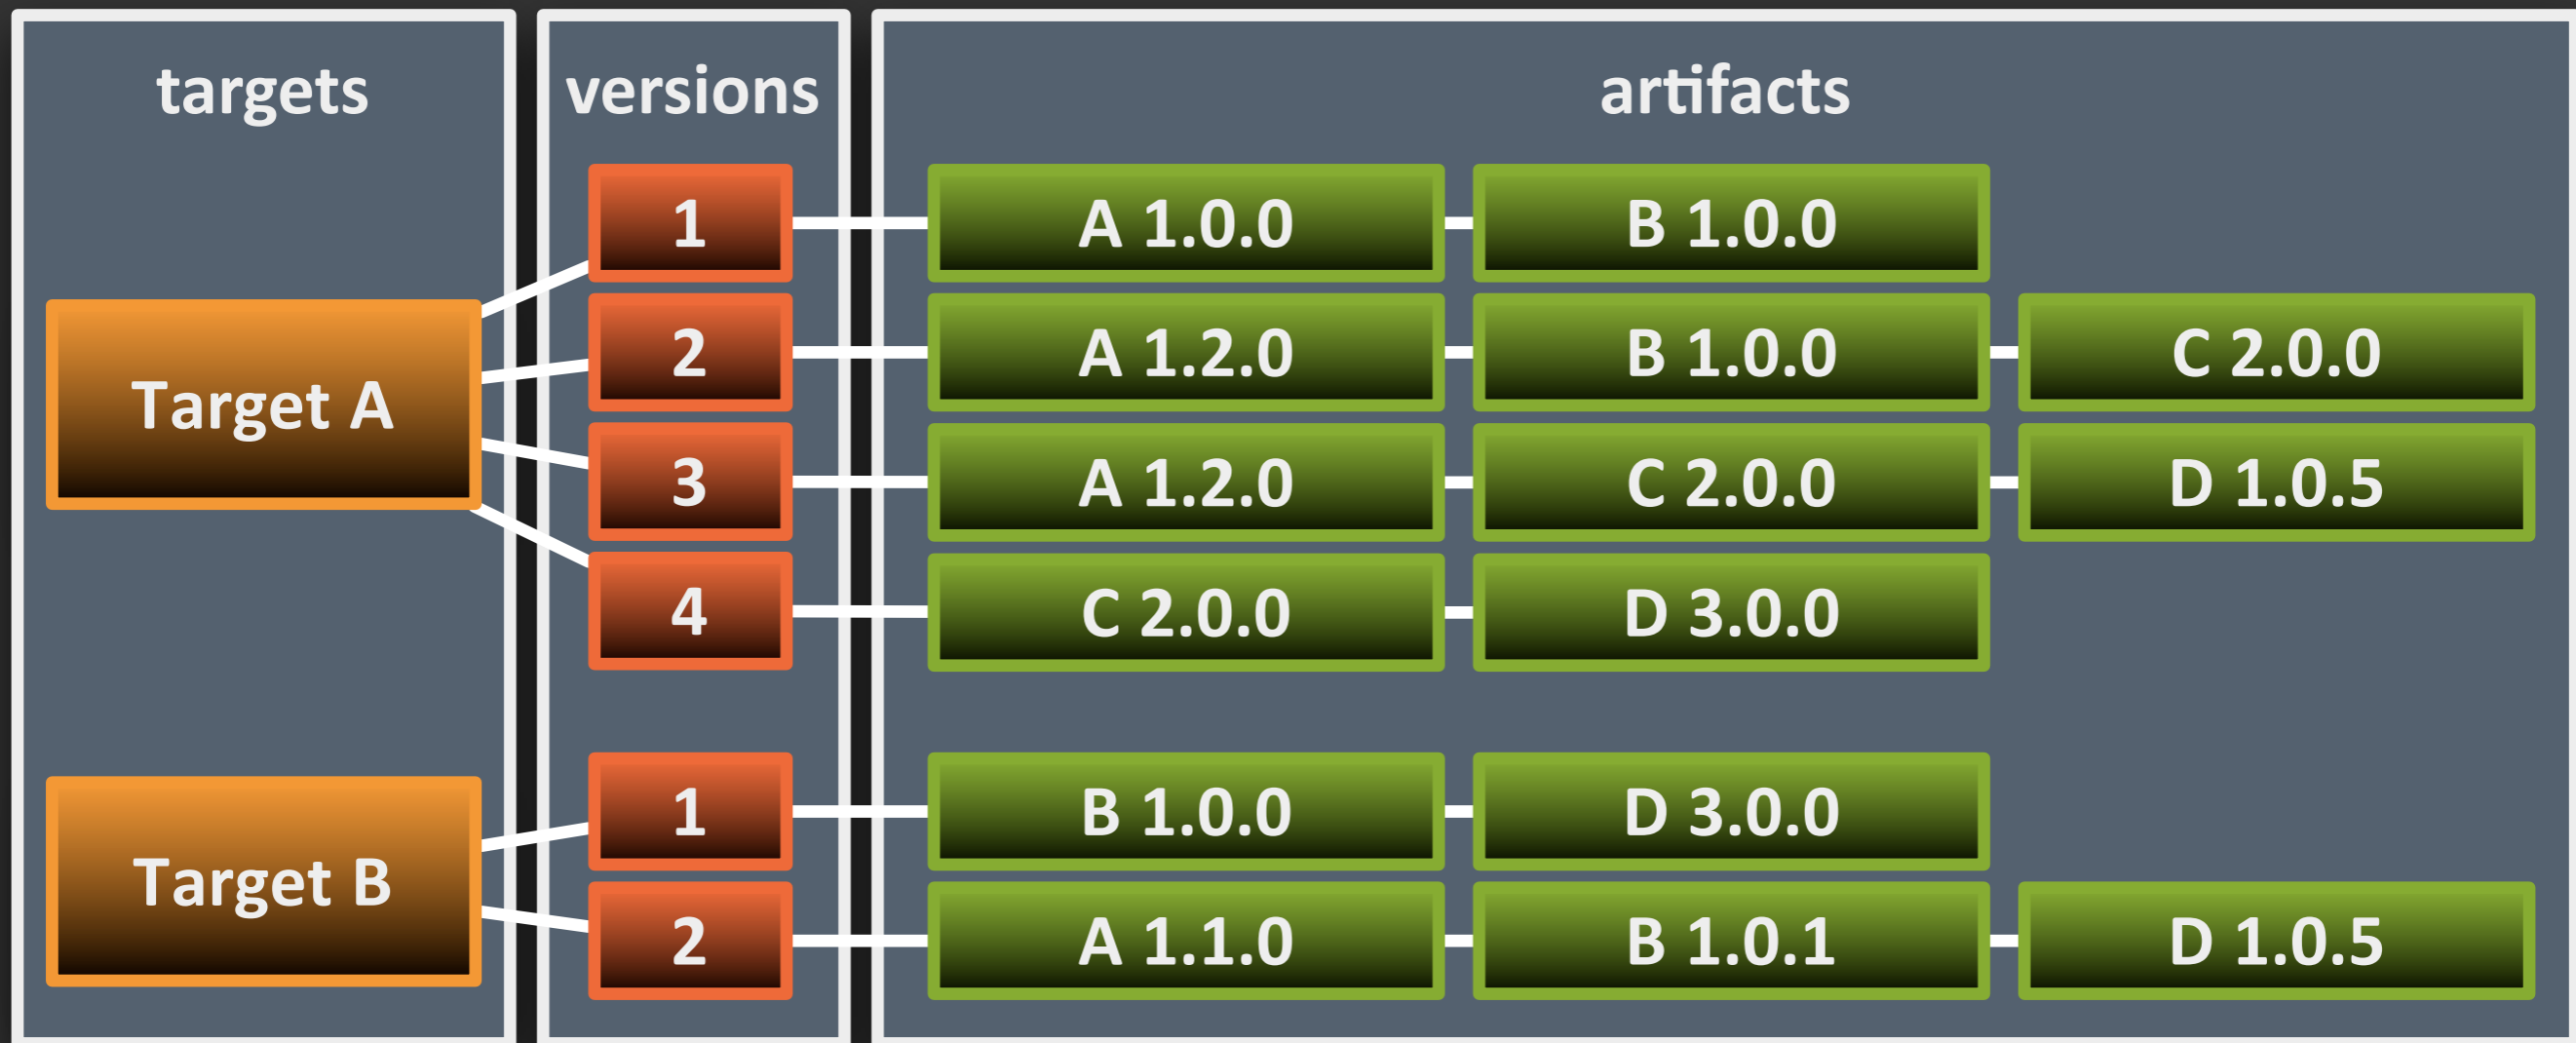 targets
versions
artifacts
Target A
1
A 1.0.0
B 1.0.0
2
A 1.2.0
B 1.0.0
C 2.0.0
3
A 1.2.0
C 2.0.0
D 1.0.5
4
C 2.0.0
D 3.0.0
Target B
1
B 1.0.0
D 3.0.0
2
A 1.1.0
B 1.0.1
D 1.0.5